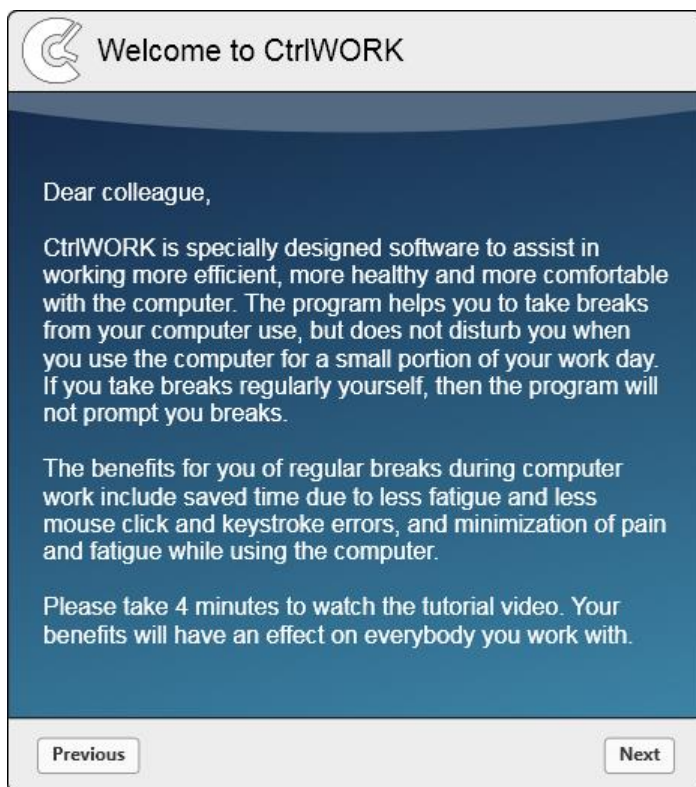 Welcome to CtrlWORK
Dear colleague,
CtrlWORK is specially designed software to assist in
working more efficient, more healthy and more comfortable
with the computer. The program helps you to take breaks
from your computer use, but does not disturb you when
you use the computer for a small portion of your work day.
If you take breaks regularly yourself, then the program will
not prompt you breaks.
The benefits for you of regular breaks during computer
work include saved time due to less fatigue and less
mouse click and keystroke errors, and minimization of pain
and fatigue while using the computer.
Please take 4 minutes to watch the tutorial video. Your
benefits will have an effect on everybody you work with.
Previous
Next